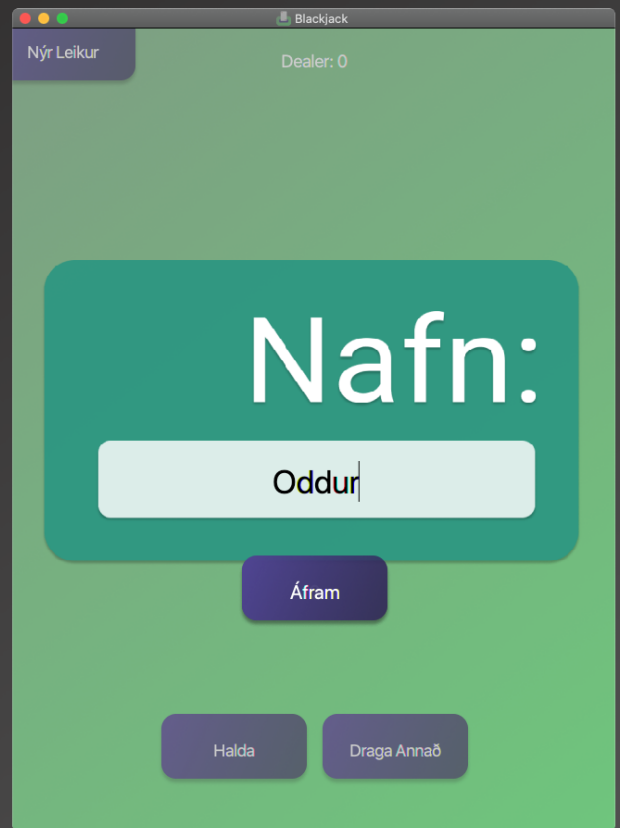 Blackjack
Nýr Leikur
Dealer: 0
Nafn:
Oddur
Áfram
Halda
Draga Annað